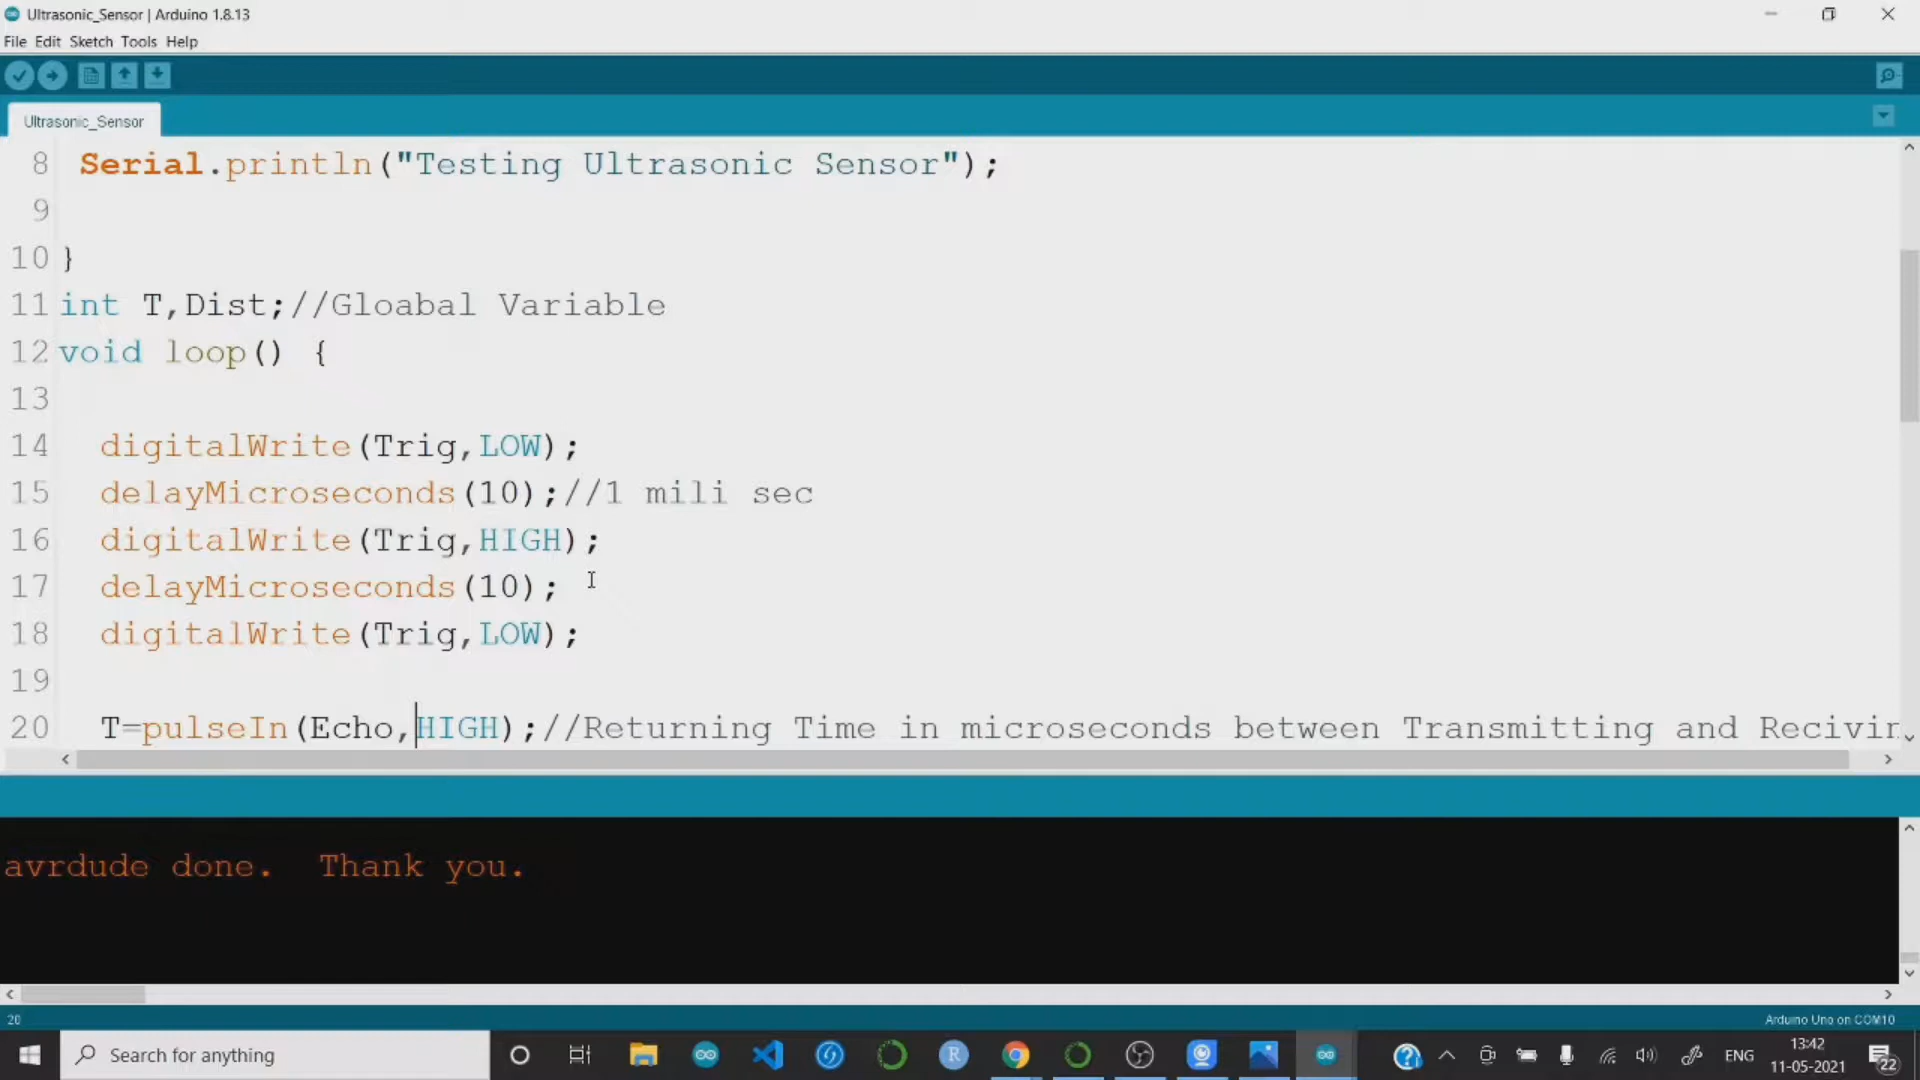 Ultrasonic_Sensor | Arduino 1.8.13
File Edit Sketch Tools Help
Ultrasonic_Sensor
8 Serial.println("Testing Ultrasonic Sensor");
9
10 }
11 int T,Dist;//Gloabal Variable
12 void loop() {
13
14 digitalWrite(Trig,LOW);
15 delayMicroseconds(10);//1 mili sec
16 digitalWrite(Trig,HIGH);
17 delayMicroseconds(10);
18 digitalWrite(Trig,LOW);
19
20 T=pulseIn(Echo,HIGH);//Returning Time in microseconds between Transmitting and Recivin
avrdude done. Thank you.
20
Arduino Uno on COM10
Search for anything
R
ENG
13:42
11-05-2021
22